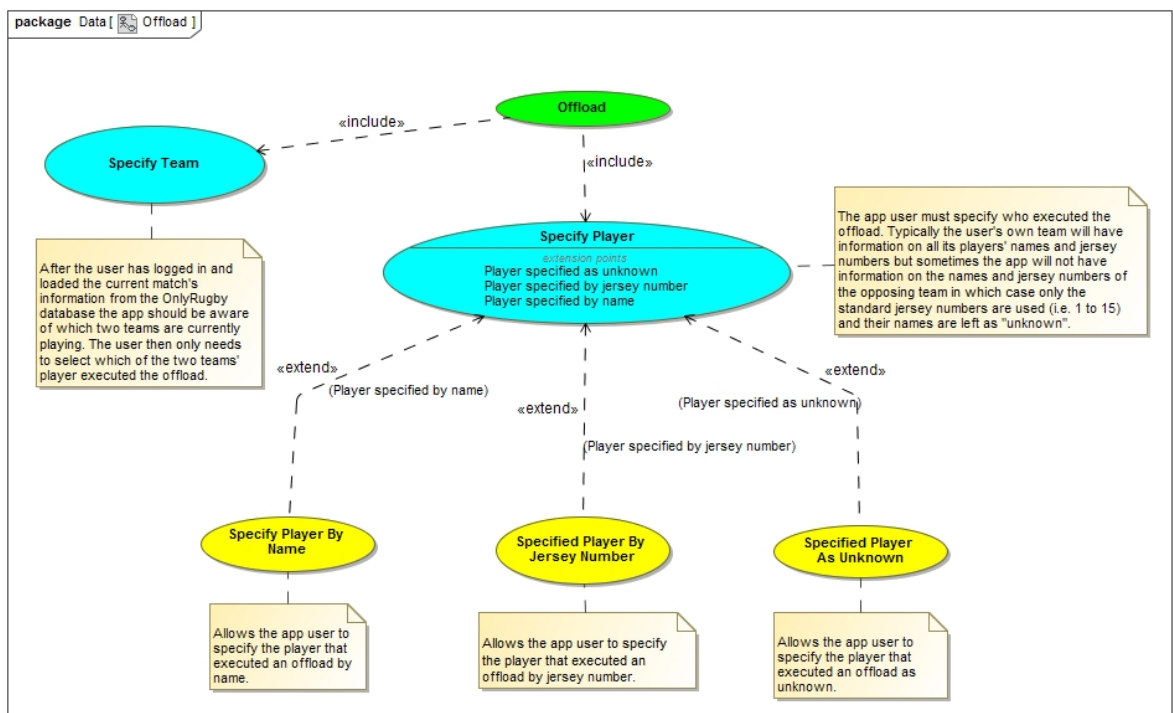 package Data [ Offload ]
Offload
«include»
Specify Team
«include»
After the user has logged in and
loaded the current match's
information from the OnlyRugby
database the app should be aware
of which two teams are currently
playing. The user then only needs
to select which of the two teams'
player executed the offload.
Specify Player
extension points
Player specified as unknown
Player specified by jersey number
Player specified by name
The app user must specify who executed the
offload. Typically the user's own team will have
information on all its players' names and jersey
numbers but sometimes the app will not have
information on the names and jersey numbers of
the opposing team in which case only the
standard jersey numbers are used (i.e. 1 to 15)
and their names are left as "unknown".
«extend»
(Player specified by name)
«extend»
(Player specified by jersey number)
«extend»
(Player specified as unknown)
Specify Player By
Name
Specified Player By
Jersey Number
Specified Player
As Unknown
Allows the app user to
specify the player that
executed an offload by
name.
Allows the app user to specify
the player that executed an
offload by jersey number.
Allows the app user to
specify the player that
executed an offload as
unknown.